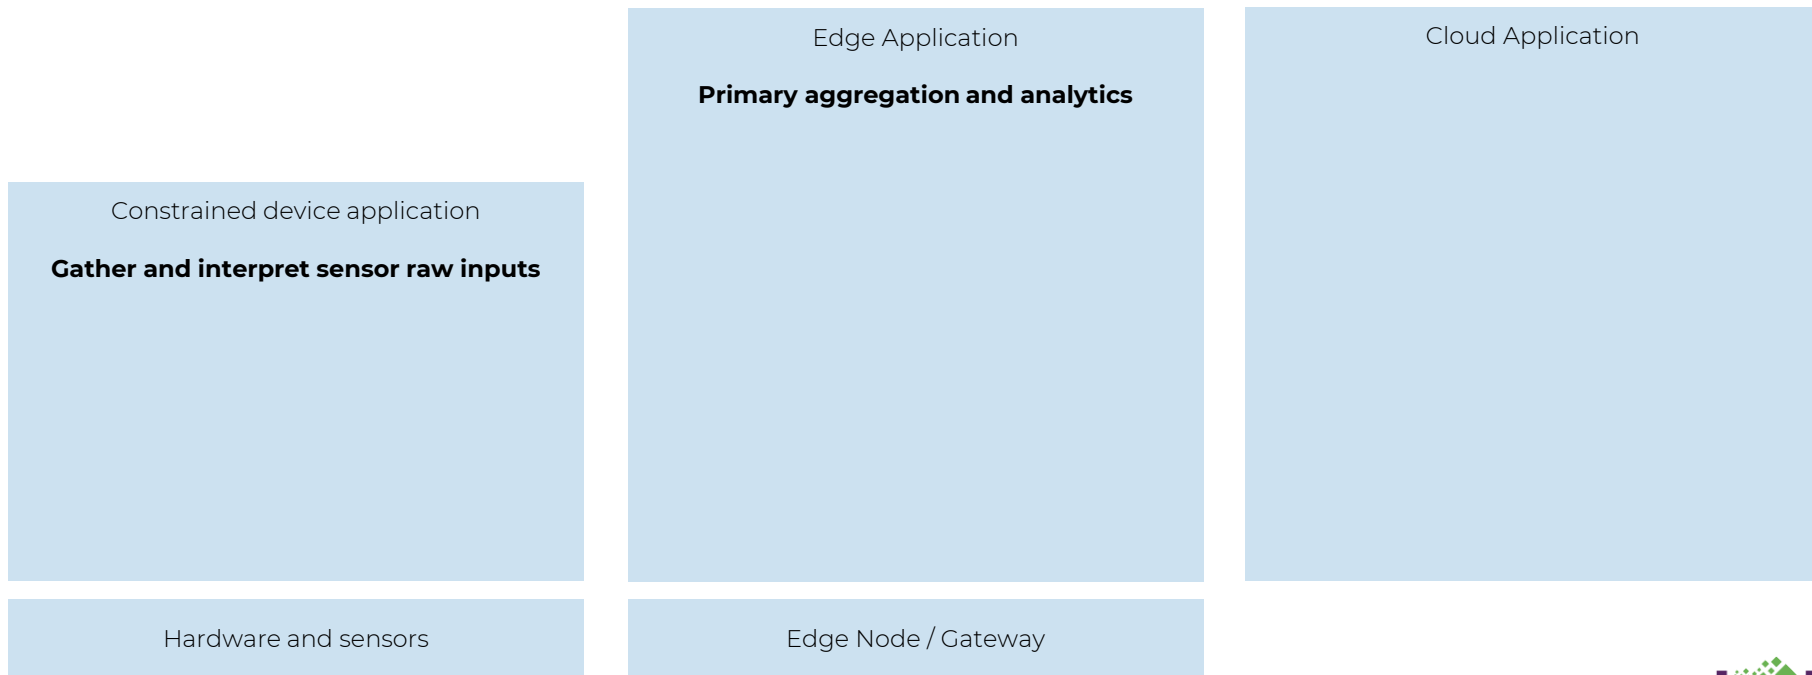 Edge Application
Primary aggregation and analytics
Cloud Application
Constrained device application
Gather and interpret sensor raw inputs
Hardware and sensors
Edge Node / Gateway